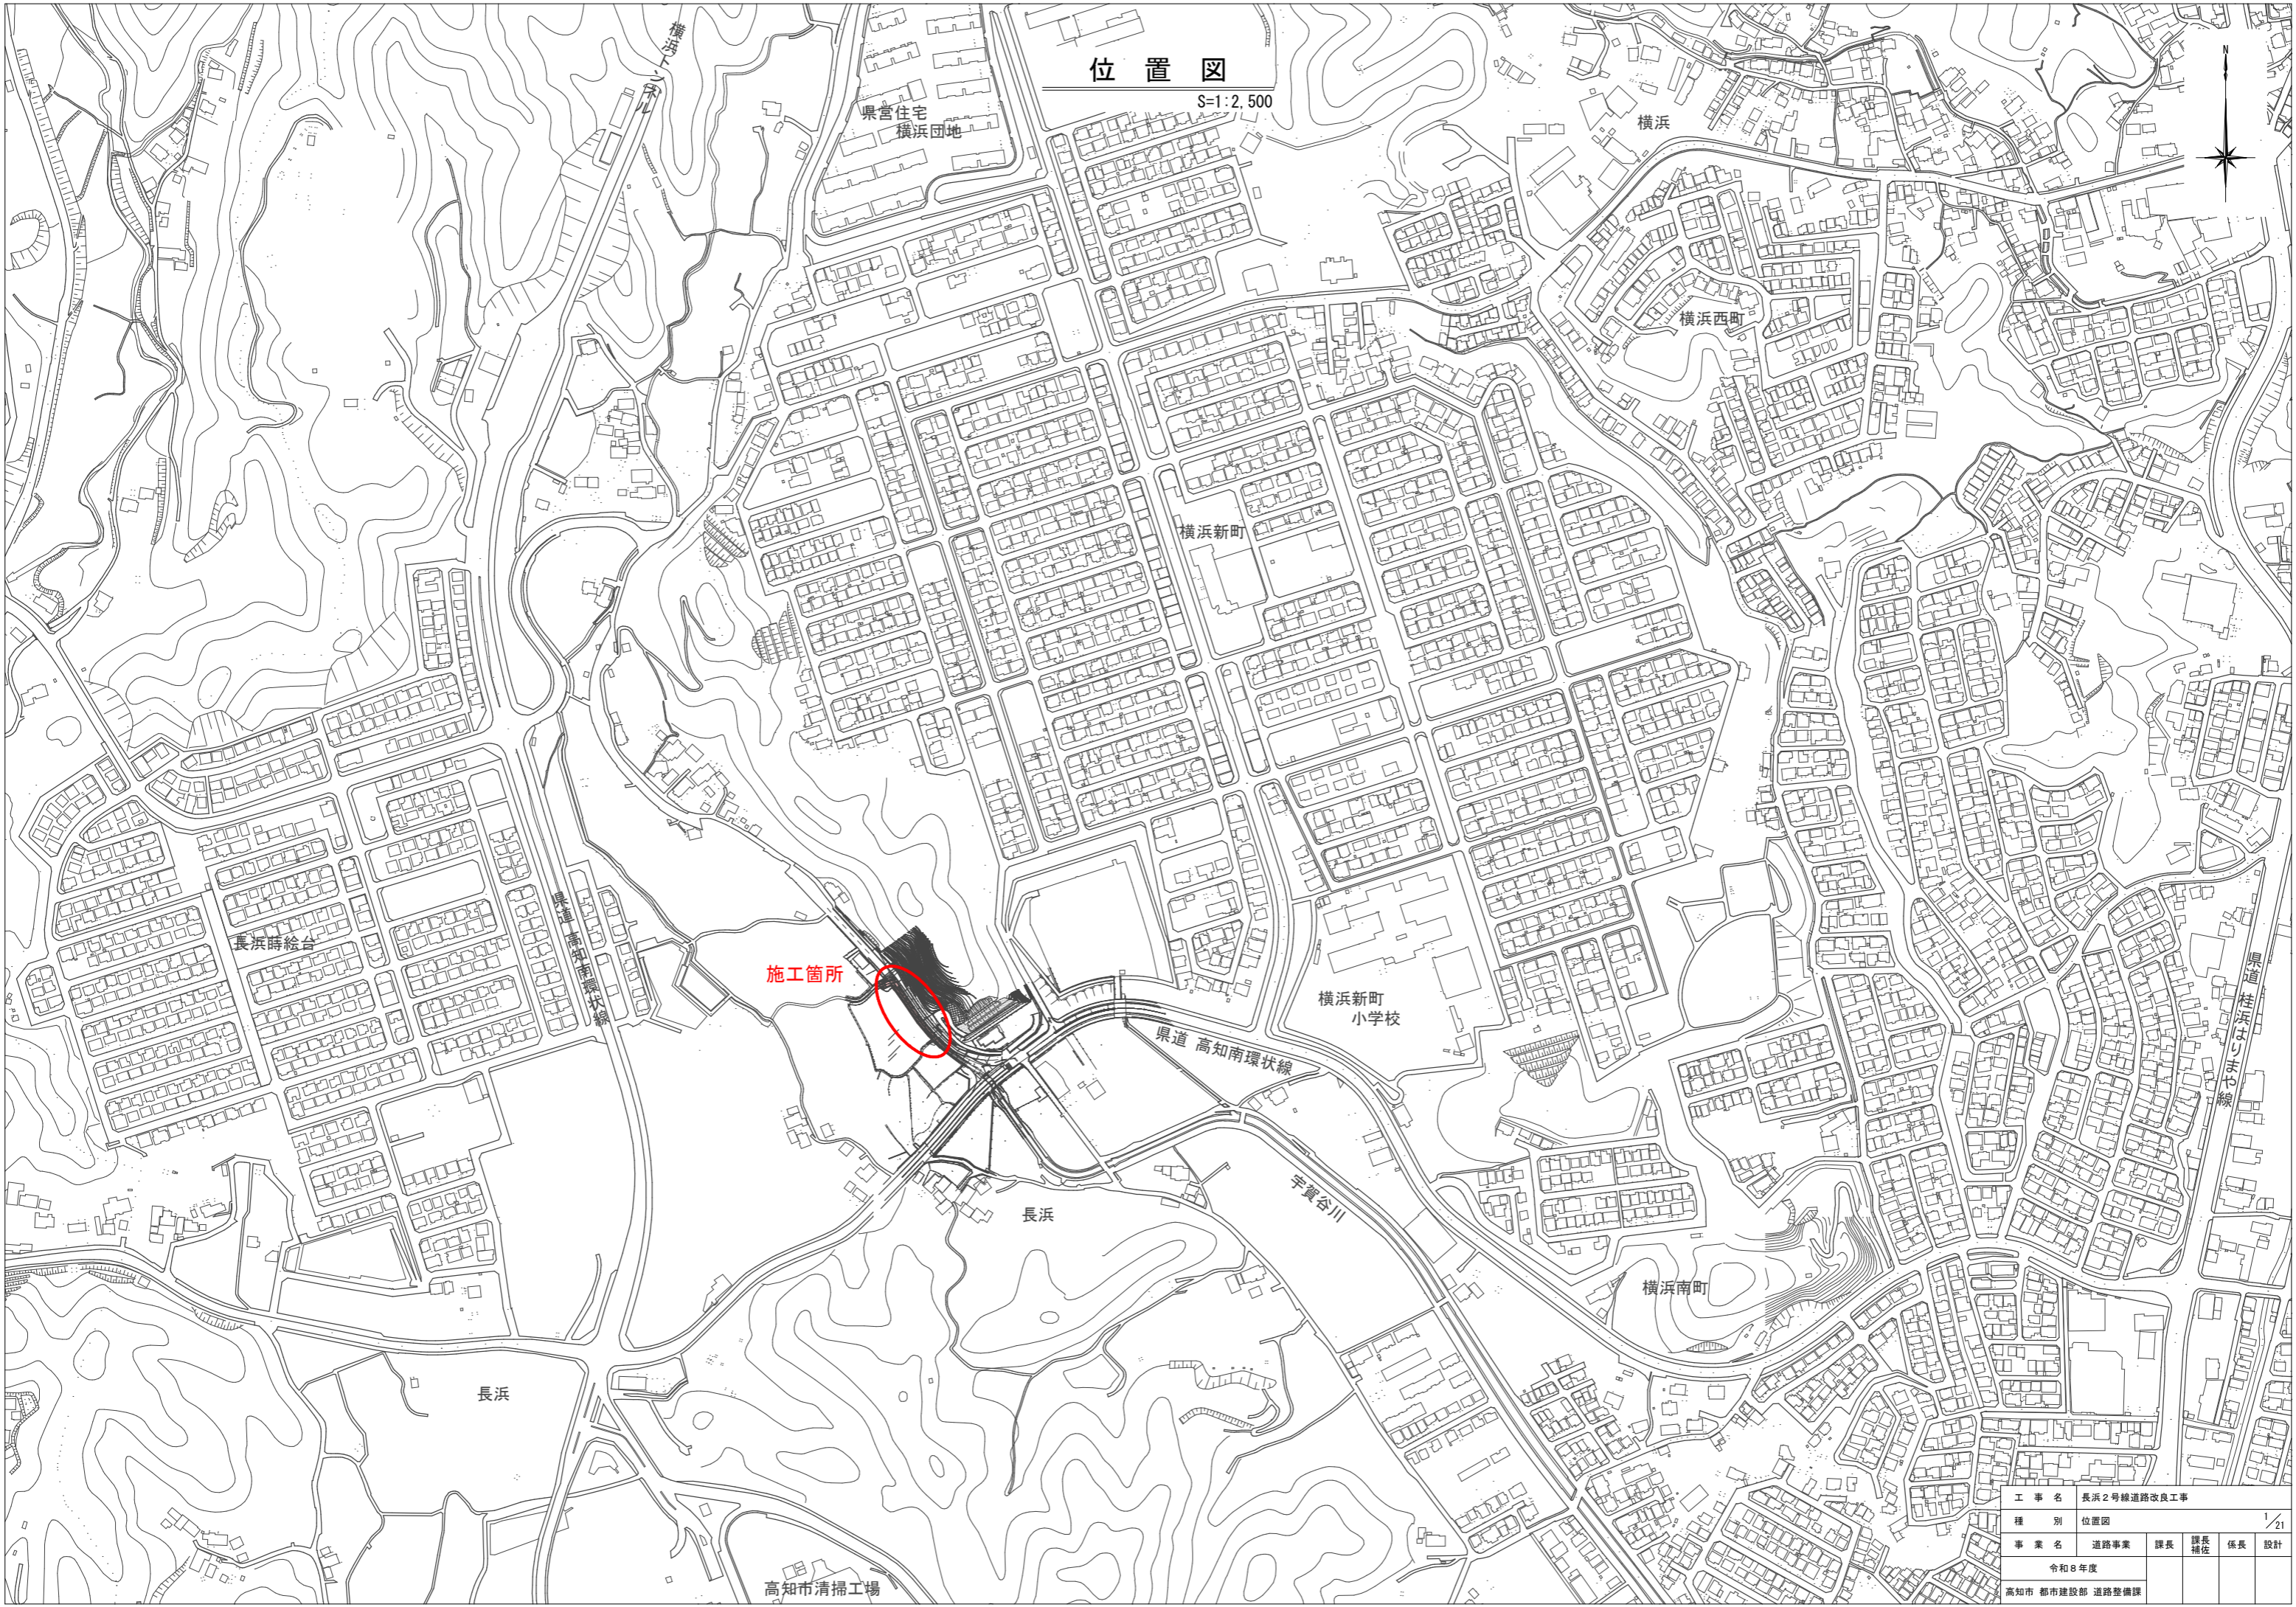 位置図
S=1:2,500
N
横浜トンネル
県営住宅
横浜団地
横浜
横浜西町
横浜新町
長浜蒔絵台
県道 高知南環状線
施工箇所
横浜新町
小学校
県道 高知南環状線
県道 桂浜はりまや線
宇賀谷川
長浜
横浜南町
長浜
高知市清掃工場
工事名 長浜2号線道路改良工事
種別 位置図 1/21
事業名 道路事業 課長 課長補佐 係長 設計
令和8年度
高知市 都市建設部 道路整備課